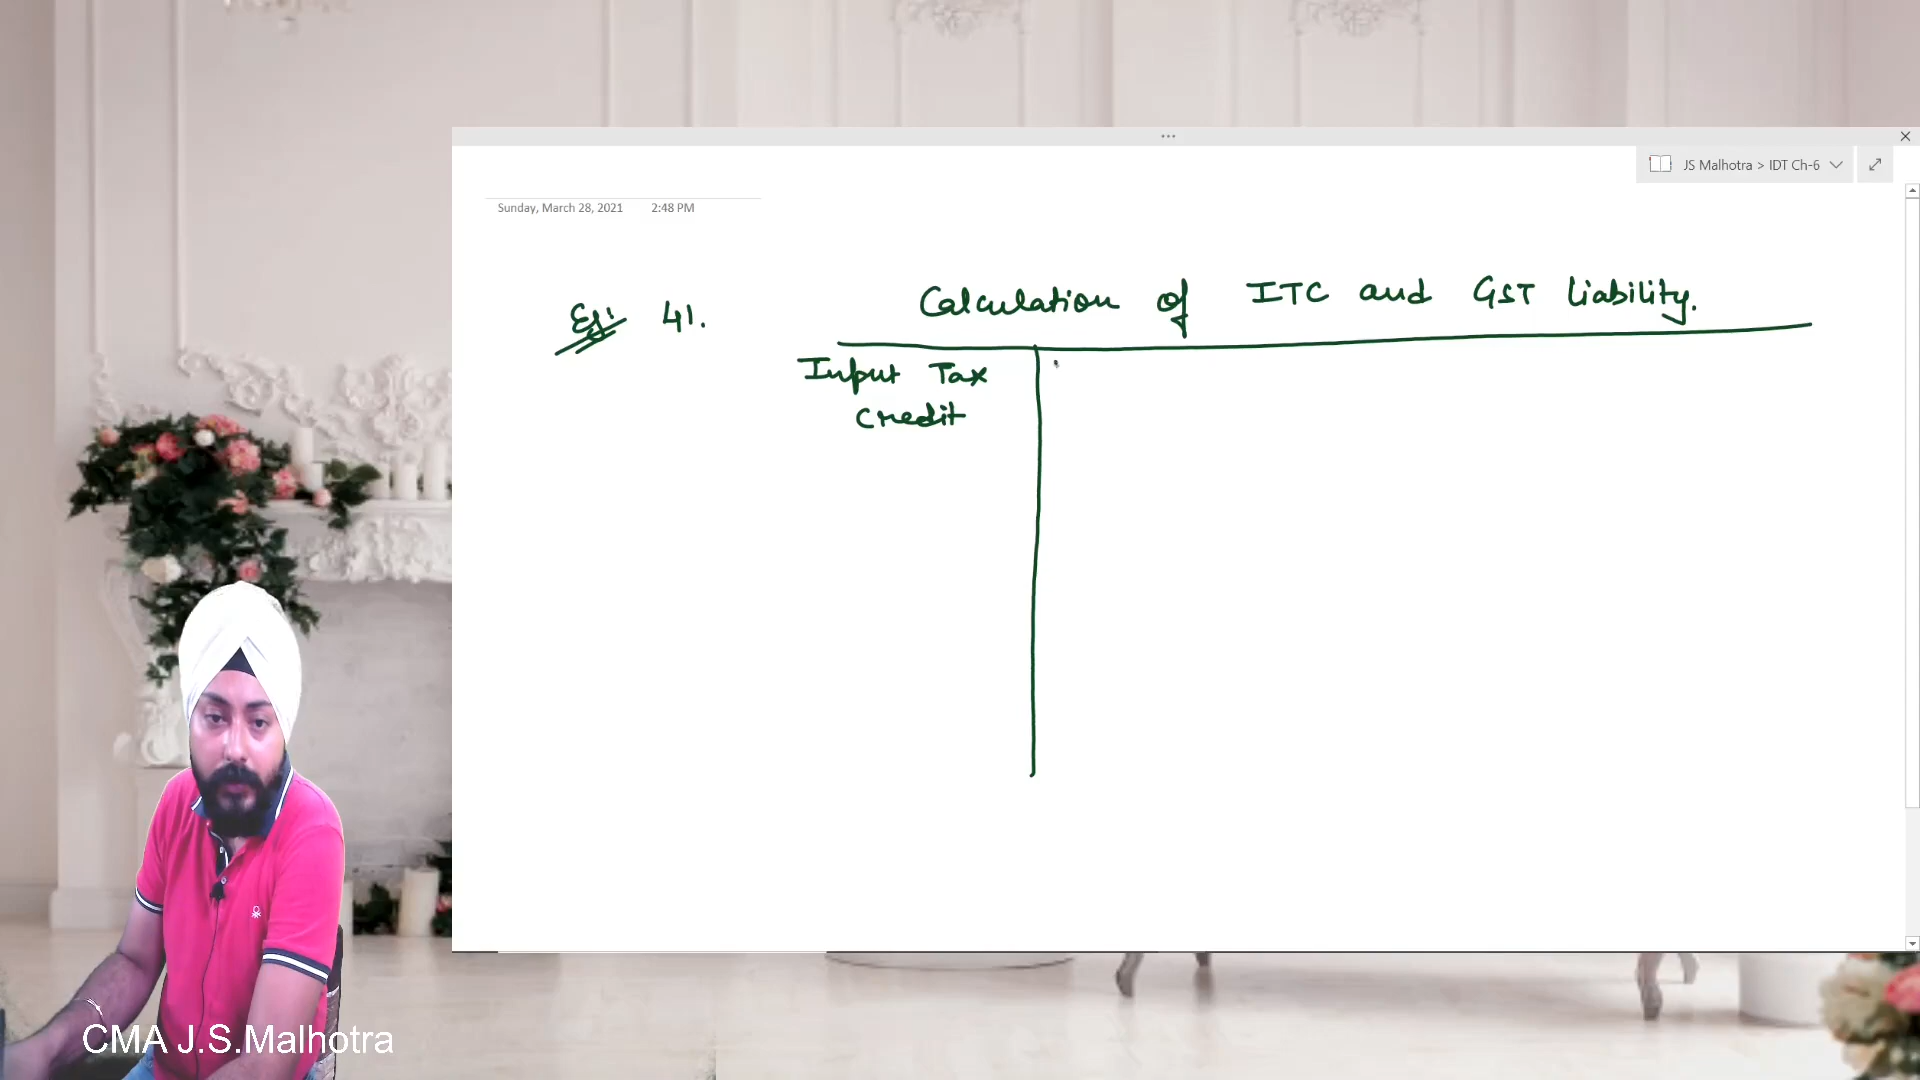 JS Malhotra > IDT Ch-6
Sunday, March 28, 2021 2:48 PM
Eg: 41.
Calculation of ITC and GST Liability.
Input Tax
Credit
CMA J.S.Malhotra